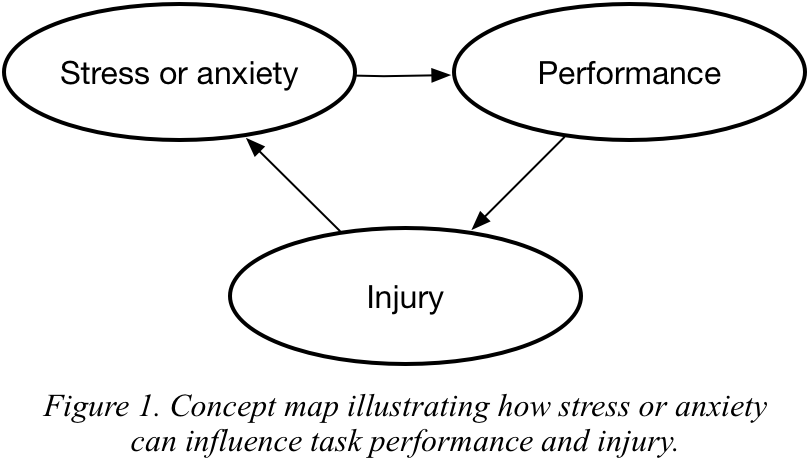 Stress or anxiety
Performance
Injury
Figure 1. Concept map illustrating how stress or anxiety
can influence task performance and injury.